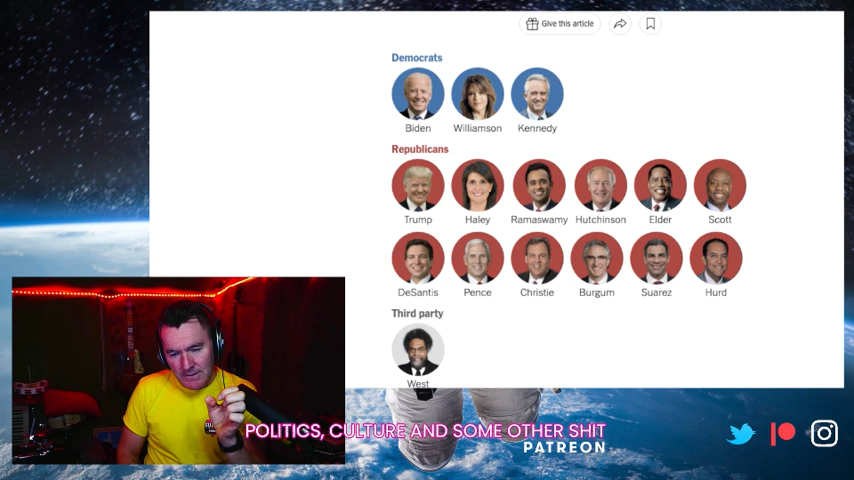 Give this article
Democrats
Biden Williamson Kennedy
Republicans
Trump Haley Ramaswamy Hutchinson Elder Scott
DeSantis Pence Christie Burgum Suarez Hurd
Third party
West
POLITICS, CULTURE AND SOME OTHER SHIT
PATREON